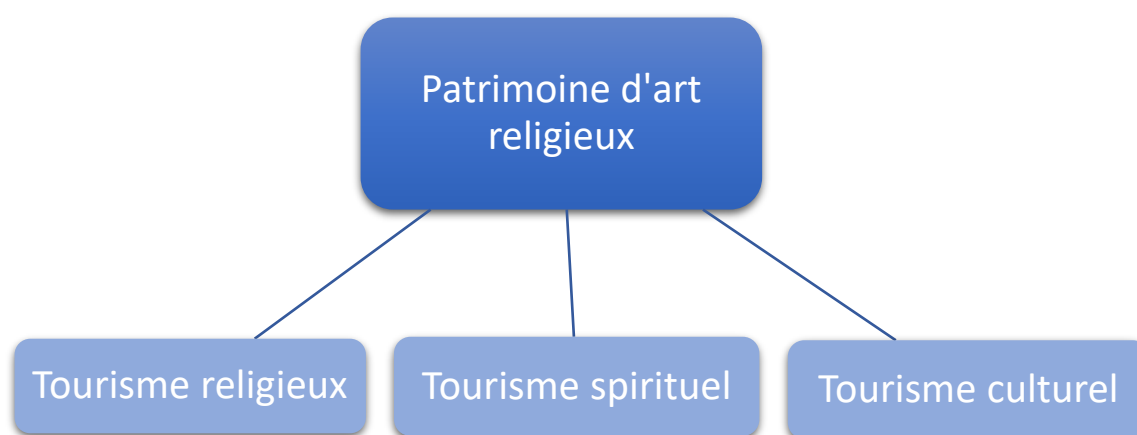 Patrimoine d'art
religieux
Tourisme religieux
Tourisme spirituel
Tourisme culturel